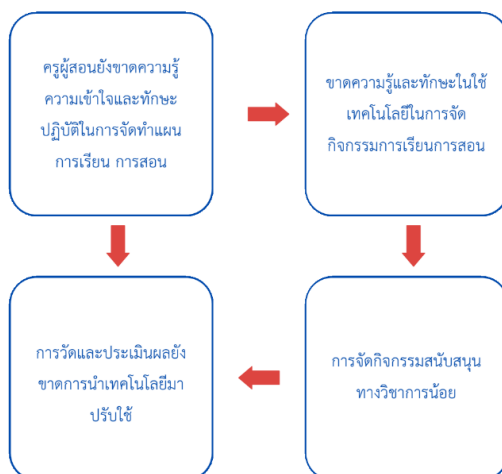 ครูผู้สอนยังขาดความรู้
ความเข้าใจและทักษะ
ปฏิบัติในการจัดทำแผน
การเรียน การสอน
ขาดความรู้และทักษะในใช้
เทคโนโลยีในการจัด
กิจกรรมการเรียนการสอน
การวัดและประเมินผลยัง
ขาดการนำเทคโนโลยีมา
ปรับใช้
การจัดกิจกรรมสนับสนุน
ทางวิชาการน้อย